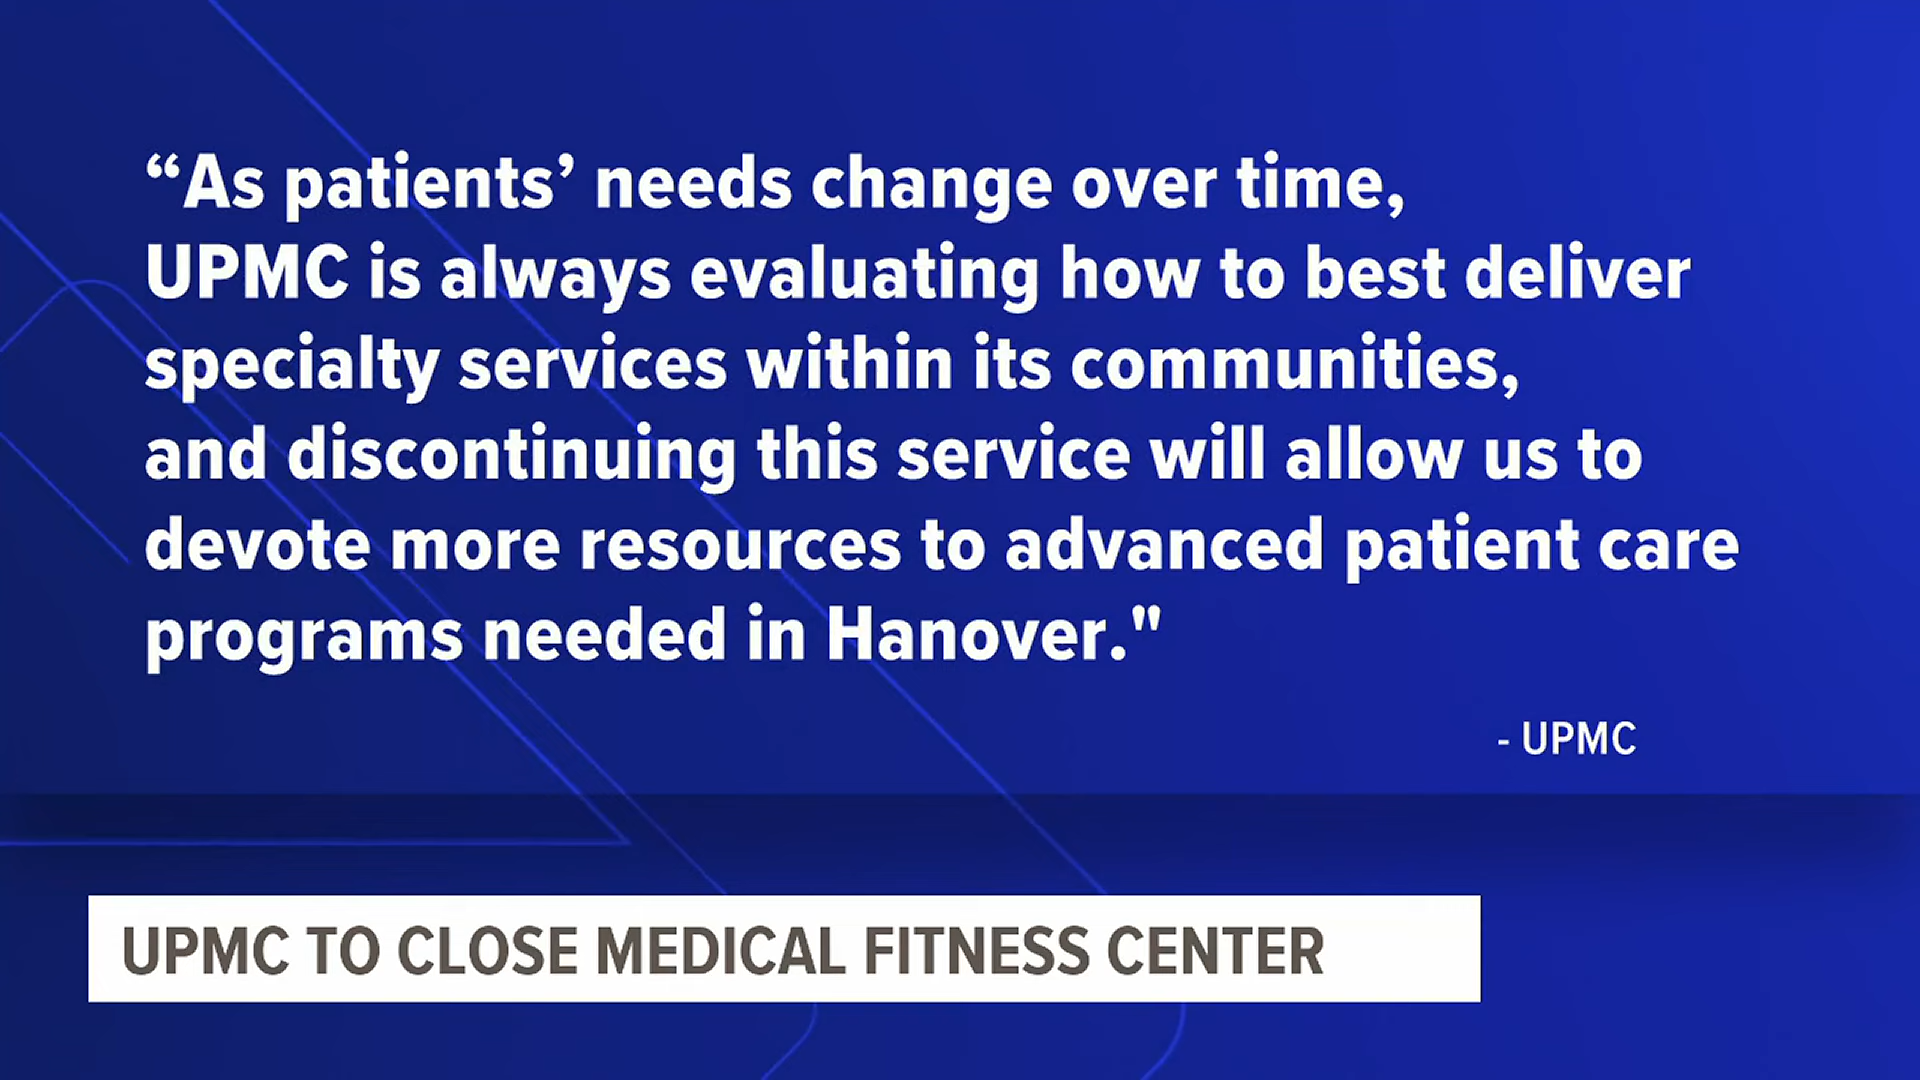 “As patients’ needs change over time,
UPMC is always evaluating how to best deliver
specialty services within its communities,
and discontinuing this service will allow us to
devote more resources to advanced patient care
programs needed in Hanover."
- UPMC
UPMC TO CLOSE MEDICAL FITNESS CENTER